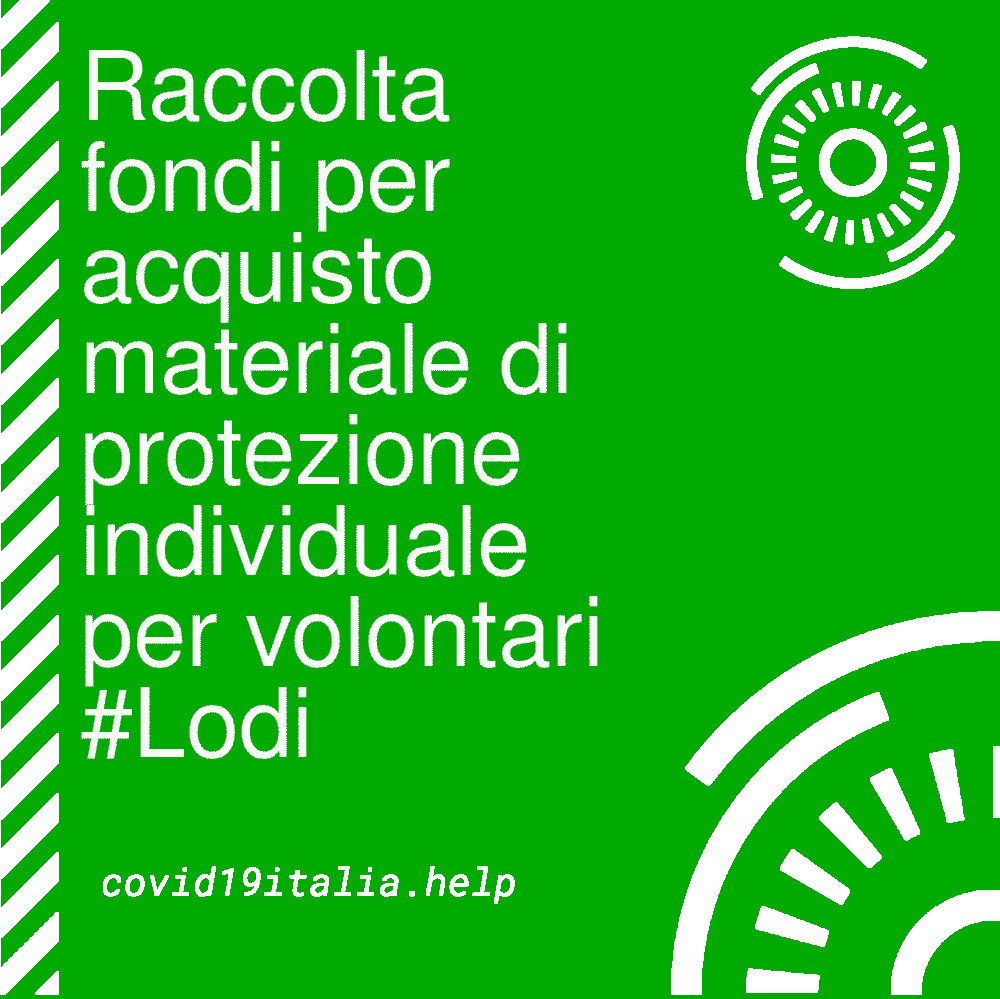 Raccolta
fondi per
acquisto
materiale di
protezione
individuale
per volontari
#Lodi
covid19italia.help